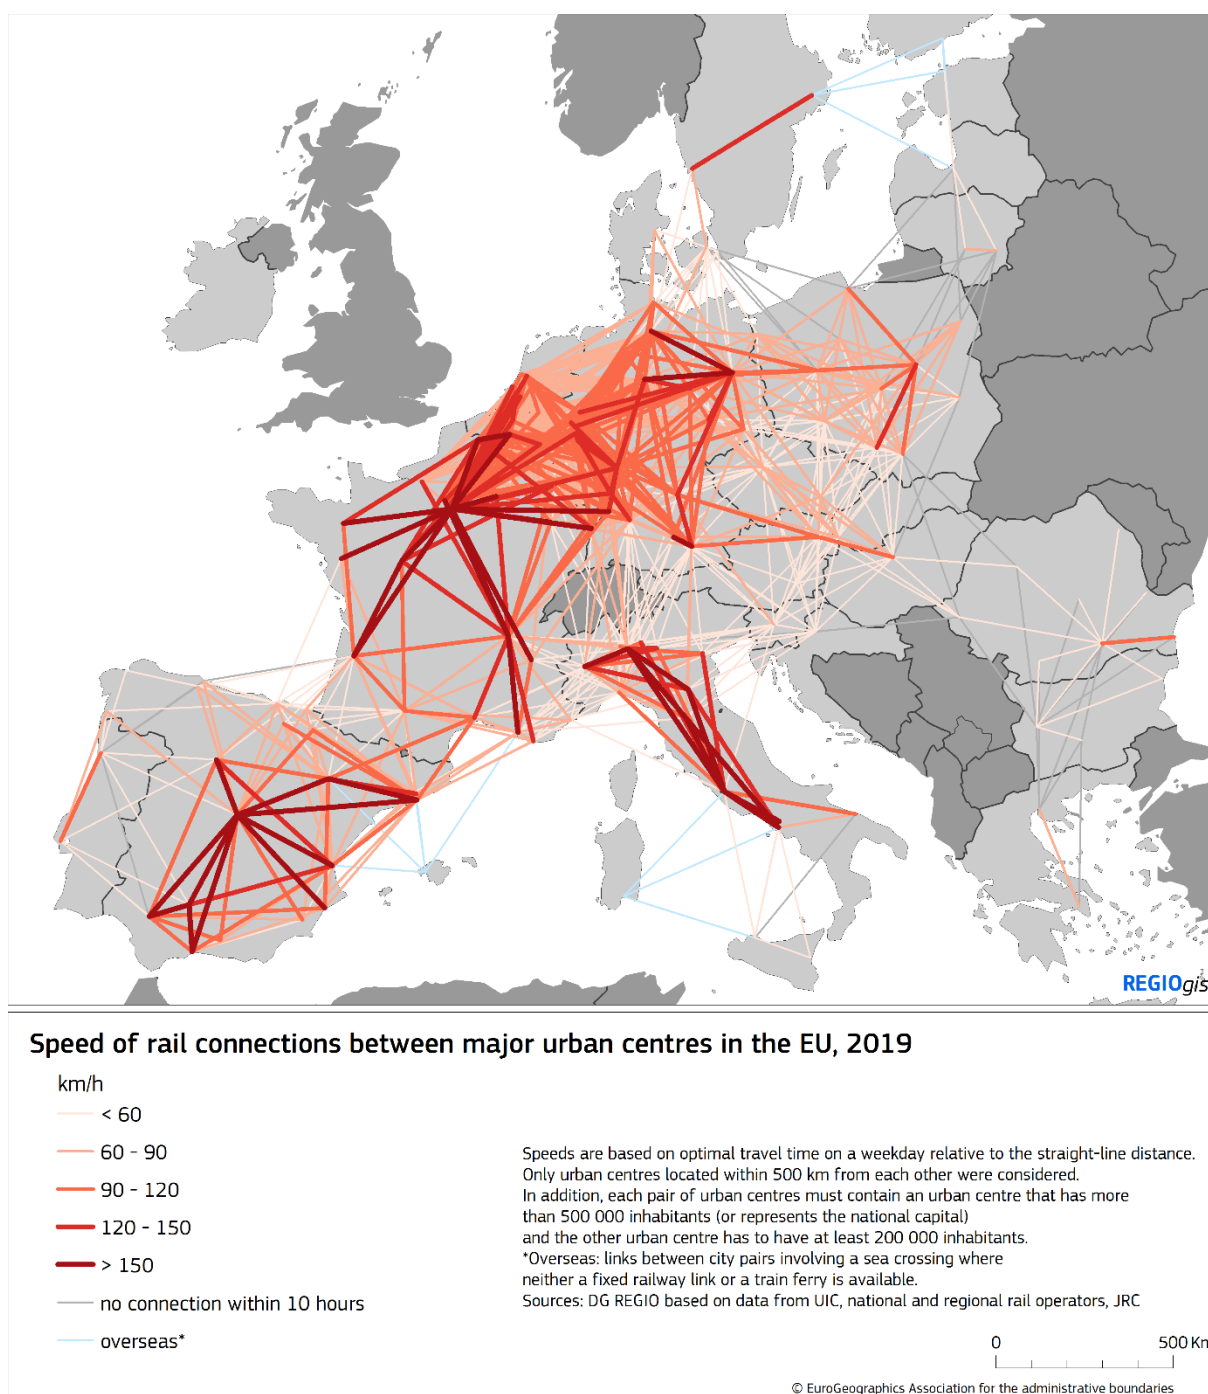 REGIOgis
Speed of rail connections between major urban centres in the EU, 2019
km/h
< 60
60 - 90
90 - 120
120 - 150
> 150
no connection within 10 hours
overseas*
Speeds are based on optimal travel time on a weekday relative to the straight-line distance.
Only urban centres located within 500 km from each other were considered.
In addition, each pair of urban centres must contain an urban centre that has more
than 500 000 inhabitants (or represents the national capital)
and the other urban centre has to have at least 200 000 inhabitants.
*Overseas: links between city pairs involving a sea crossing where
neither a fixed railway link or a train ferry is available.
Sources: DG REGIO based on data from UIC, national and regional rail operators, JRC
0 500 Km
© EuroGeographics Association for the administrative boundaries